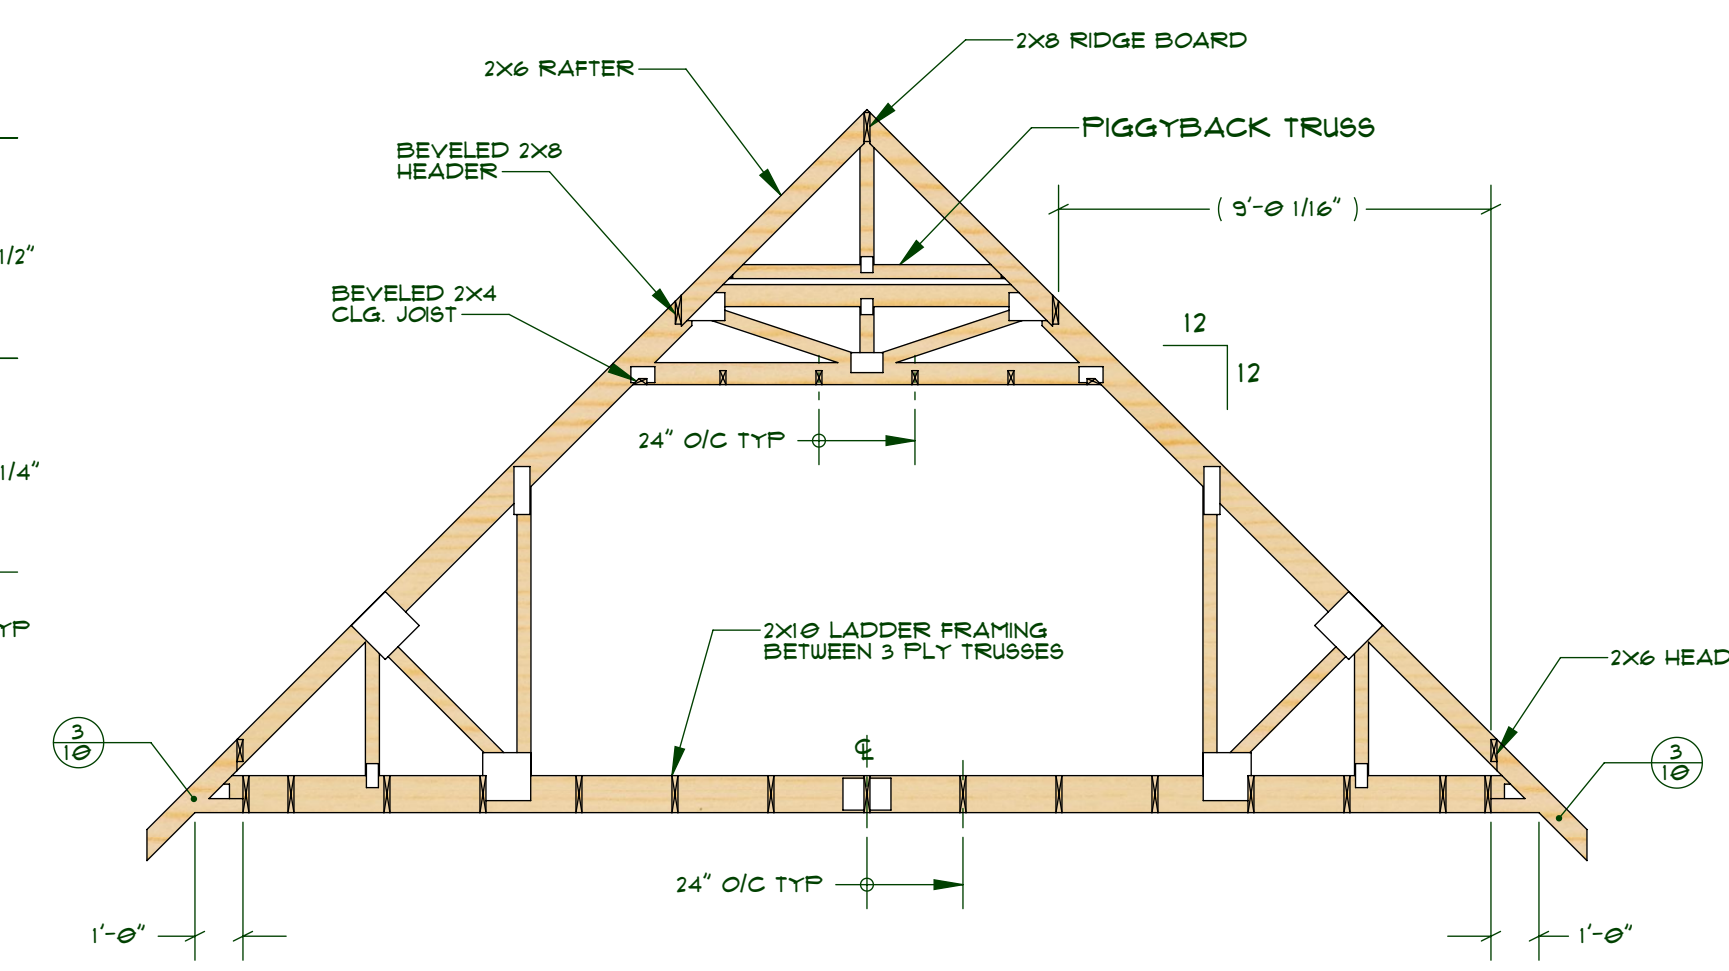 2X8 RIDGE BOARD
2X6 RAFTER
PIGGYBACK TRUSS
BEVELED 2X8
HEADER
( 9'-0 1/16" )
1/2"
BEVELED 2X4
CLG. JOIST
12
12
24" O/C TYP
1/4"
YP
2X10 LADDER FRAMING
BETWEEN 3 PLY TRUSSES
2X6 HEAD
3
10
℄
3
10
24" O/C TYP
1'-0"
1'-0"